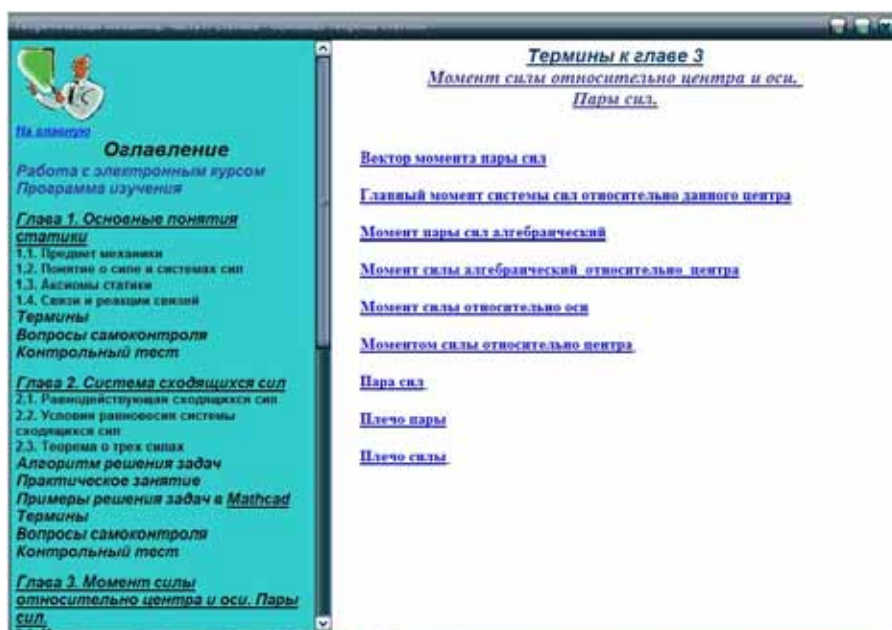 На главную
Оглавление
Работа с электронным курсом
Программа изучения
Глава 1. Основные понятия
статики
1.1. Предмет механики
1.2. Понятие о силе и системах сил
1.3. Аксиомы статики
1.4. Связи и реакции связей
Термины
Вопросы самоконтроля
Контрольный тест
Глава 2. Система сходящихся сил
2.1. Равнодействующая сходящихся сил
2.2. Условия равновесия системы
сходящихся сил
2.3. Теорема о трех силах
Алгоритм решения задач
Практическое занятие
Примеры решения задач в Mathcad
Термины
Вопросы самоконтроля
Контрольный тест
Глава 3. Момент силы
относительно центра и оси. Пары
сил.
Термины к главе 3
Момент силы относительно центра и оси.
Пары сил.
Вектор момента пары сил
Главный момент системы сил относительно данного центра
Момент пары сил алгебраический
Момент силы алгебраический относительно центра
Момент силы относительно оси
Моментом силы относительно центра
Пара сил
Плечо пары
Плечо силы